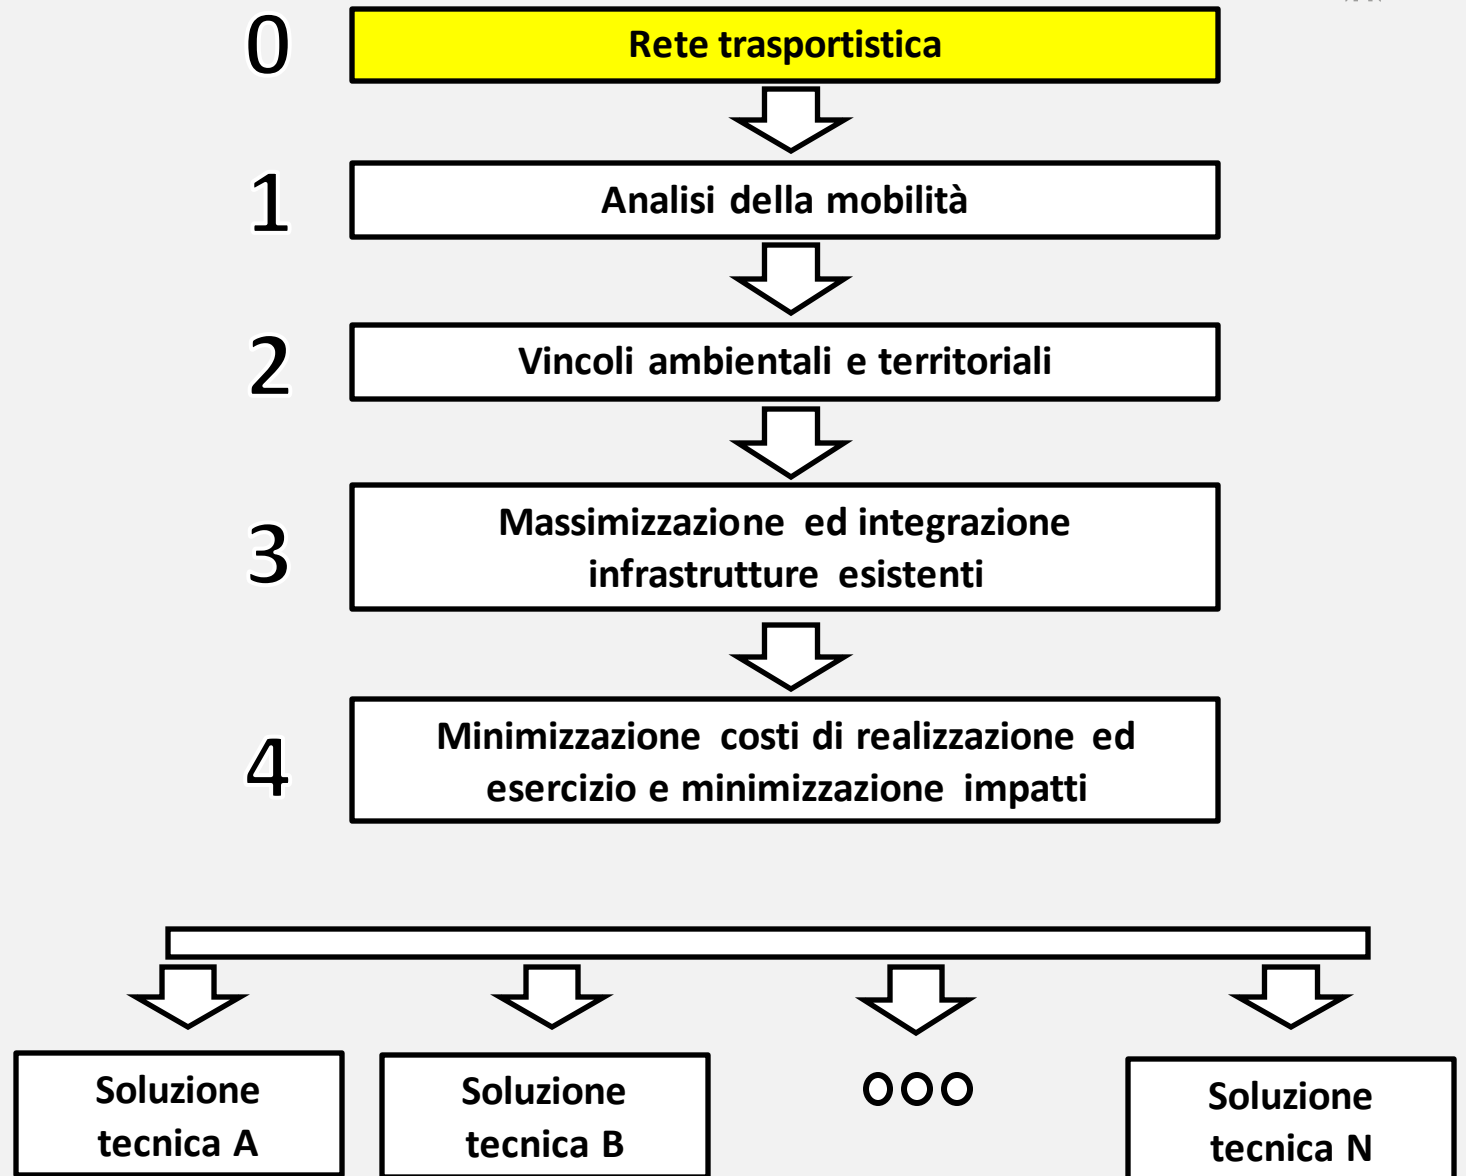 0
Rete trasportistica
1
Analisi della mobilità
2
Vincoli ambientali e territoriali
3
Massimizzazione ed integrazione
infrastrutture esistenti
4
Minimizzazione costi di realizzazione ed
esercizio e minimizzazione impatti
Soluzione
tecnica A
Soluzione
tecnica B
Soluzione
tecnica N